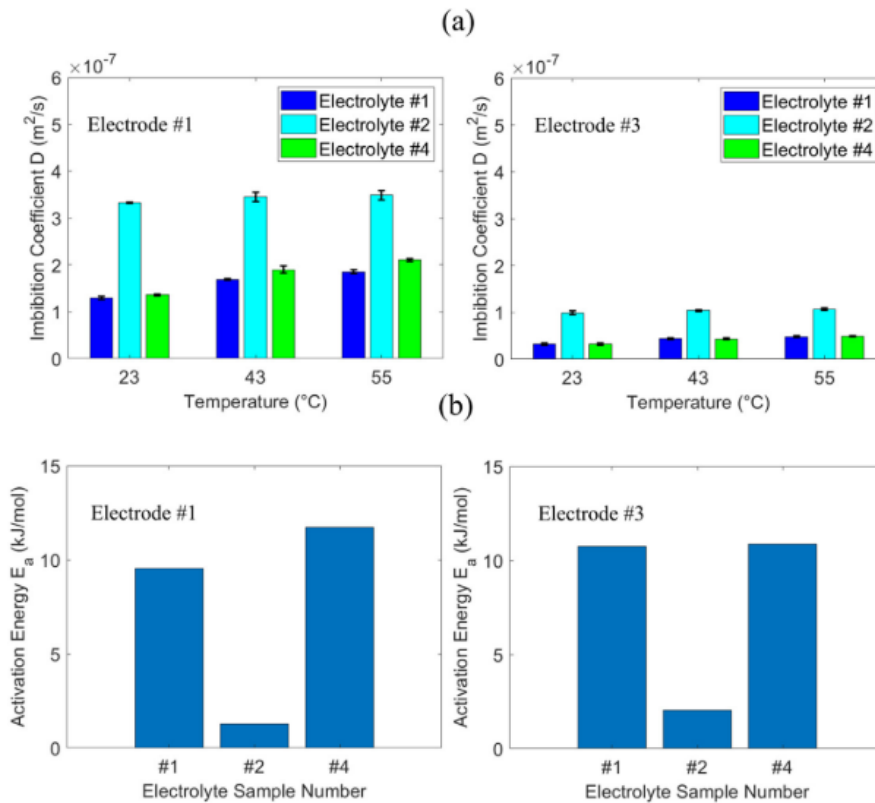 (a)
×10⁻⁷
6
5
4
3
2
1
0
Imbibition Coefficient D (m²/s)
Electrode #1
Electrolyte #1
Electrolyte #2
Electrolyte #4
23 43 55
Temperature (°C)
×10⁻⁷
6
5
4
3
2
1
0
Imbibition Coefficient D (m²/s)
Electrode #3
Electrolyte #1
Electrolyte #2
Electrolyte #4
23 43 55
Temperature (°C)
(b)
15
10
5
0
Activation Energy Eₐ (kJ/mol)
Electrode #1
#1 #2 #4
Electrolyte Sample Number
15
10
5
0
Activation Energy Eₐ (kJ/mol)
Electrode #3
#1 #2 #4
Electrolyte Sample Number